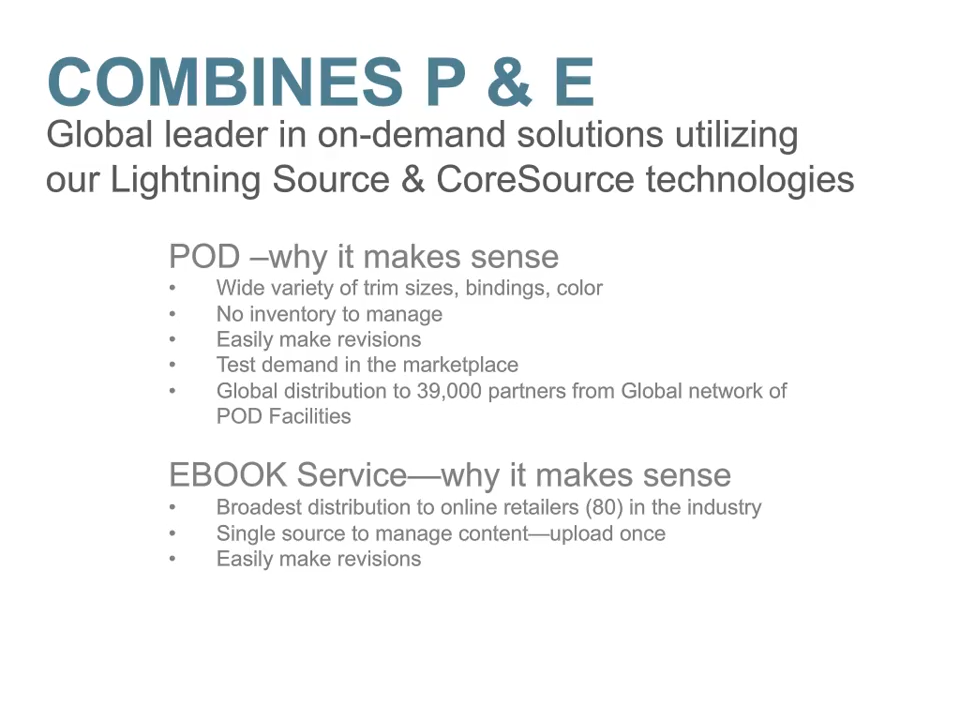 COMBINES P & E
Global leader in on-demand solutions utilizing
our Lightning Source & CoreSource technologies
POD –why it makes sense
• Wide variety of trim sizes, bindings, color
• No inventory to manage
• Easily make revisions
• Test demand in the marketplace
• Global distribution to 39,000 partners from Global network of
POD Facilities
EBOOK Service—why it makes sense
• Broadest distribution to online retailers (80) in the industry
• Single source to manage content—upload once
• Easily make revisions